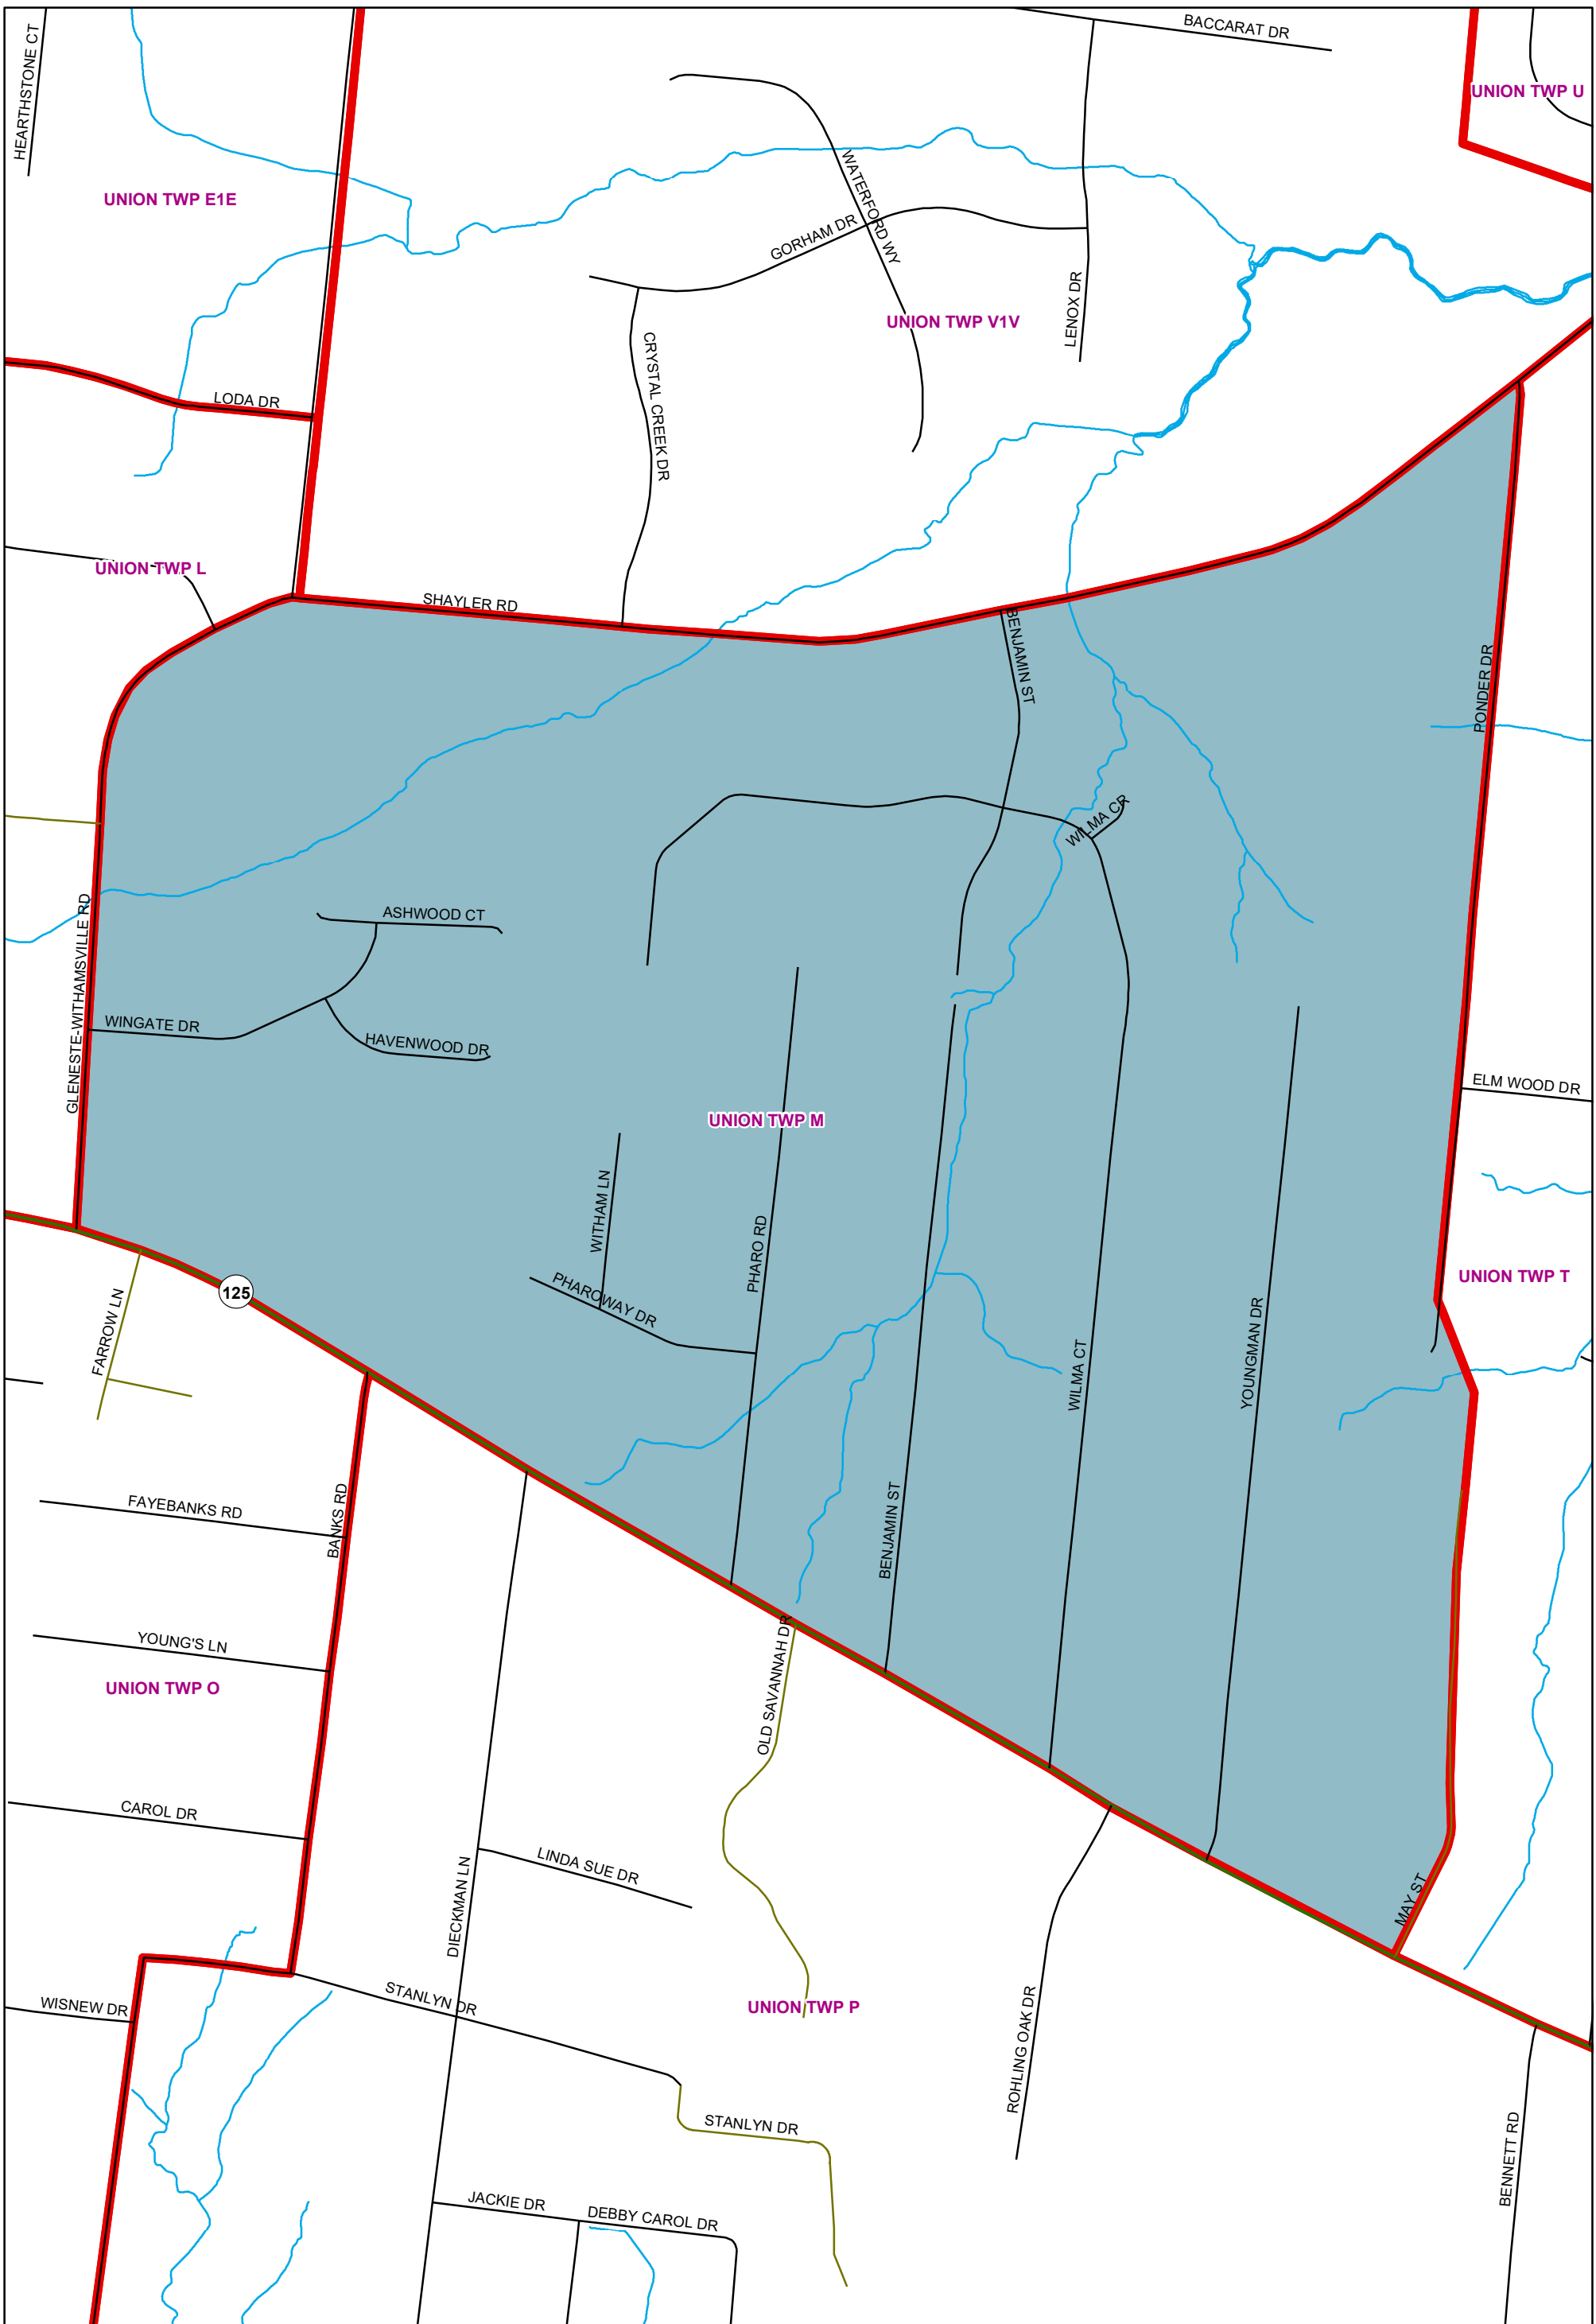 HEARTHSTONE CT
BACCARAT DR
UNION TWP U
UNION TWP E1E
WATERFORD WY
GORHAM DR
LENOX DR
UNION TWP V1V
CRYSTAL CREEK DR
LODA DR
UNION TWP L
SHAYLER RD
BENJAMIN ST
PONDER DR
WILMA CR
GLENESTE-WITHAMSVILLE RD
ASHWOOD CT
WINGATE DR
HAVENWOOD DR
ELM WOOD DR
UNION TWP M
WITHAM LN
PHARO RD
UNION TWP T
125
FARROW LN
PHAROWAY DR
YOUNGMAN DR
WILMA CT
FAYEBANKS RD
BANKS RD
BENJAMIN ST
YOUNG'S LN
UNION TWP O
OLD SAVANNAH DR
CAROL DR
LINDA SUE DR
DIECKMAN LN
MAY ST
WISNEW DR
STANLYN DR
UNION TWP P
ROHLING OAK DR
STANLYN DR
BENNETT RD
JACKIE DR
DEBBY CAROL DR